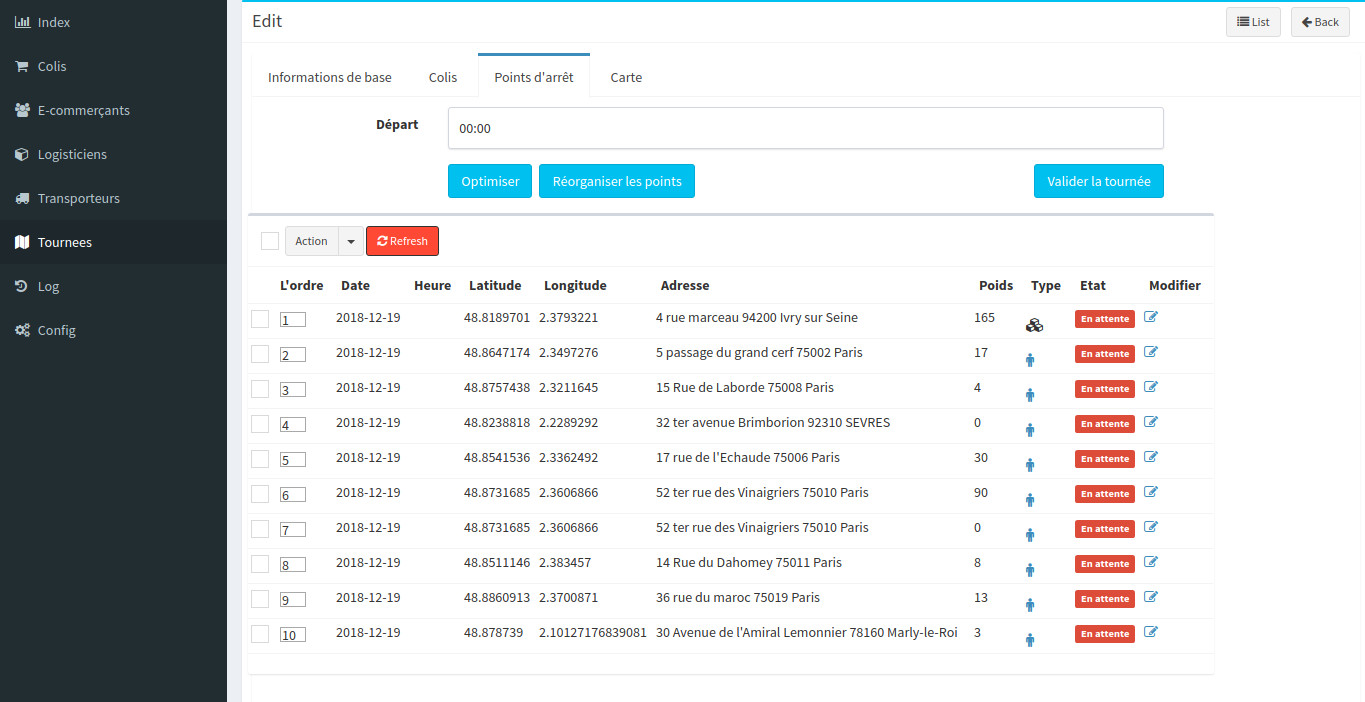 Index
Colis
E-commerçants
Logisticiens
Transporteurs
Tournees
Log
Config
Edit
List
Back
Informations de base Colis Points d'arrêt Carte
Départ 00:00
Optimiser Réorganiser les points Valider la tournée
Action Refresh
L'ordre Date Heure Latitude Longitude Adresse Poids Type Etat Modifier
1 2018-12-19 48.8189701 2.3793221 4 rue marceau 94200 Ivry sur Seine 165 En attente
2 2018-12-19 48.8647174 2.3497276 5 passage du grand cerf 75002 Paris 17 En attente
3 2018-12-19 48.8757438 2.3211645 15 Rue de Laborde 75008 Paris 4 En attente
4 2018-12-19 48.8238818 2.2289292 32 ter avenue Brimborion 92310 SEVRES 0 En attente
5 2018-12-19 48.8541536 2.3362492 17 rue de l'Echaude 75006 Paris 30 En attente
6 2018-12-19 48.8731685 2.3606866 52 ter rue des Vinaigriers 75010 Paris 90 En attente
7 2018-12-19 48.8731685 2.3606866 52 ter rue des Vinaigriers 75010 Paris 0 En attente
8 2018-12-19 48.8511146 2.383457 14 Rue du Dahomey 75011 Paris 8 En attente
9 2018-12-19 48.8860913 2.3700871 36 rue du maroc 75019 Paris 13 En attente
10 2018-12-19 48.878739 2.10127176839081 30 Avenue de l'Amiral Lemonnier 78160 Marly-le-Roi 3 En attente